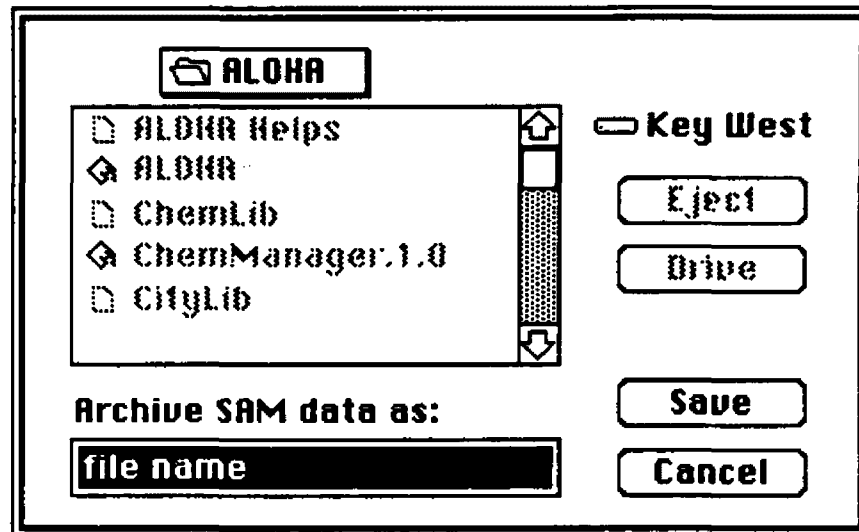 ALOHA
ALOHA Helps
ALOHA
ChemLib
ChemManager.1.0
CityLib
Key West
Eject
Drive
Archive SAM data as:
file name
Save
Cancel